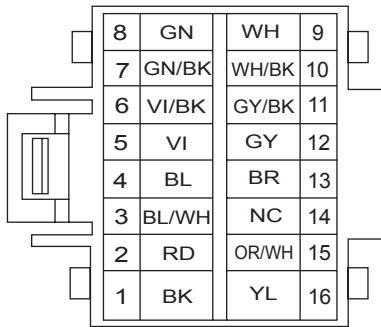 8 GN WH 9
7 GN/BK WH/BK 10
6 VI/BK GY/BK 11
5 VI GY 12
4 BL BR 13
3 BL/WH NC 14
2 RD OR/WH 15
1 BK YL 16